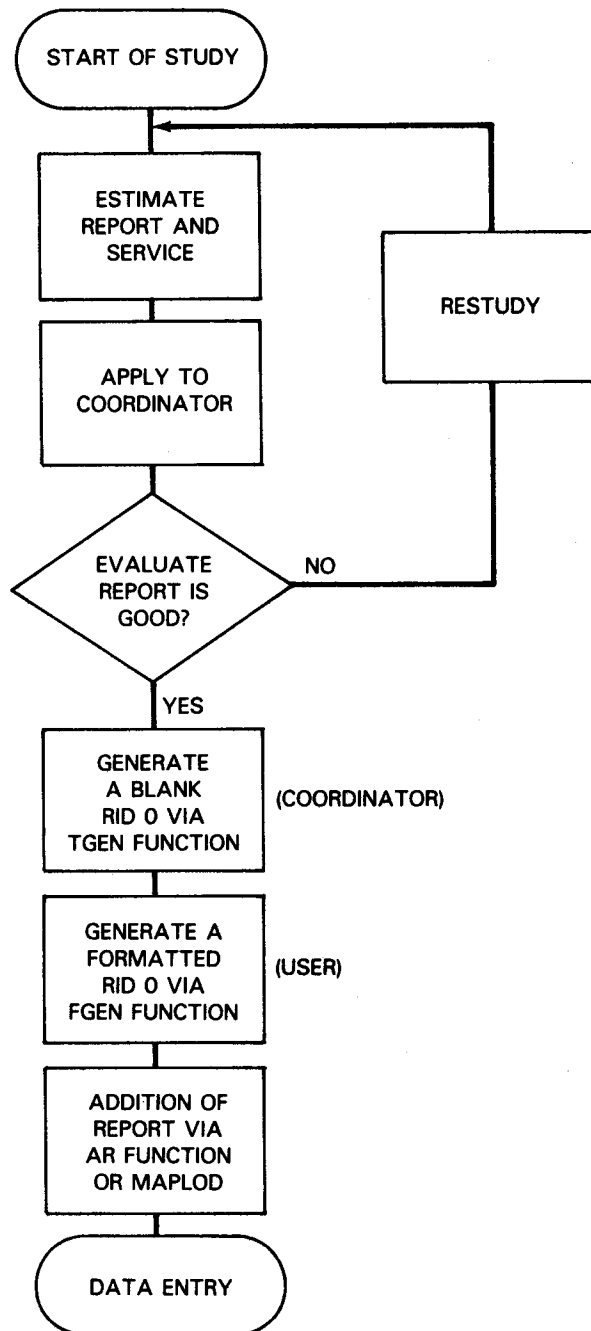 START OF STUDY
ESTIMATE
REPORT AND
SERVICE
RESTUDY
APPLY TO
COORDINATOR
EVALUATE
REPORT IS
GOOD?
NO
YES
GENERATE
A BLANK
RID 0 VIA
TGEN FUNCTION
(COORDINATOR)
GENERATE A
FORMATTED
RID 0 VIA
FGEN FUNCTION
(USER)
ADDITION OF
REPORT VIA
AR FUNCTION
OR MAPLOD
DATA ENTRY